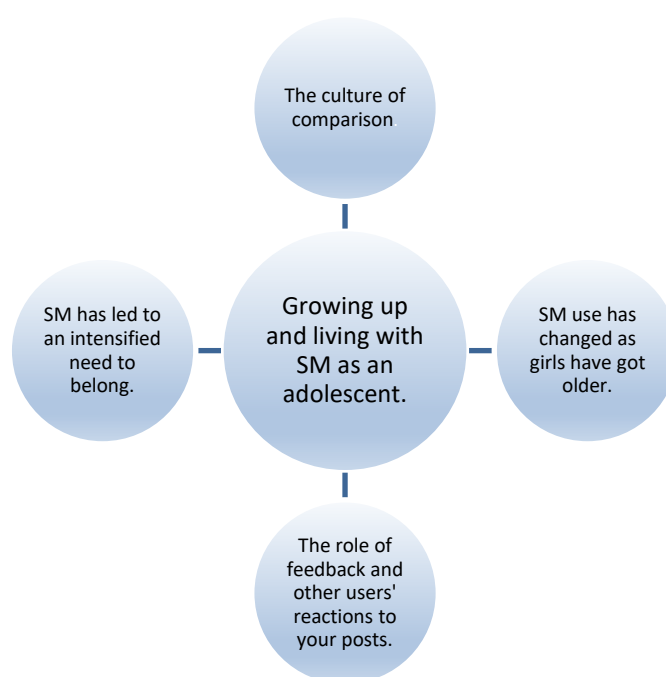 The culture of
comparison.
SM has led to
an intensified
need to
belong.
Growing up
and living with
SM as an
adolescent.
SM use has
changed as
girls have got
older.
The role of
feedback and
other users'
reactions to
your posts.